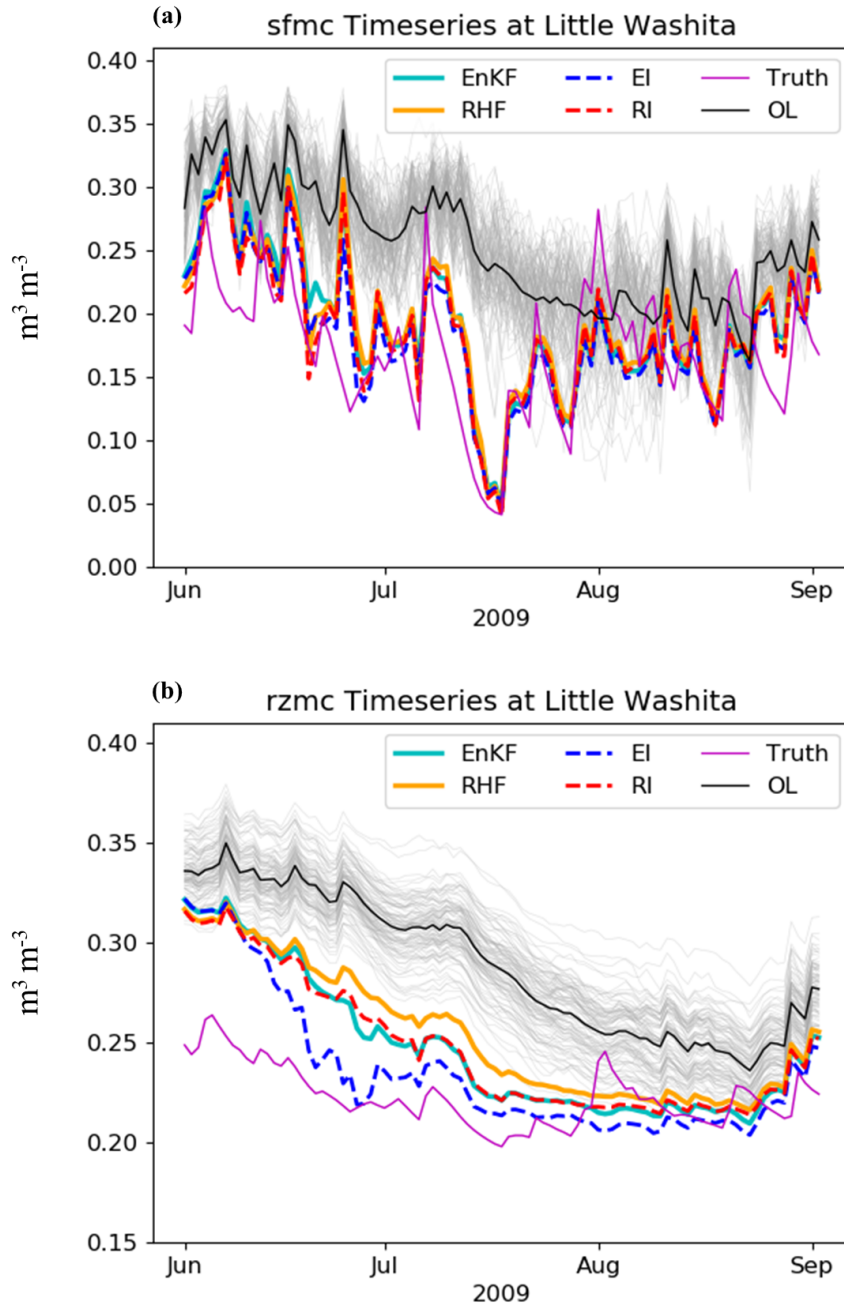 (a)
sfmc Timeseries at Little Washita
EnKF EI Truth
RHF RI OL
0.40
0.35
0.30
0.25
0.20
0.15
0.10
0.05
0.00
m³ m⁻³
Jun Jul Aug Sep
2009
(b)
rzmc Timeseries at Little Washita
EnKF EI Truth
RHF RI OL
0.40
0.35
0.30
0.25
0.20
0.15
m³ m⁻³
Jun Jul Aug Sep
2009